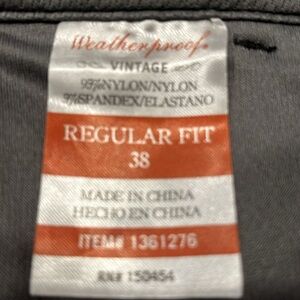 Weatherproof®
VINTAGE
93%NYLON/NYLON
7%SPANDEX/ELASTANO
REGULAR FIT
38
MADE IN CHINA
HECHO EN CHINA
ITEM# 1361276
RN# 150454